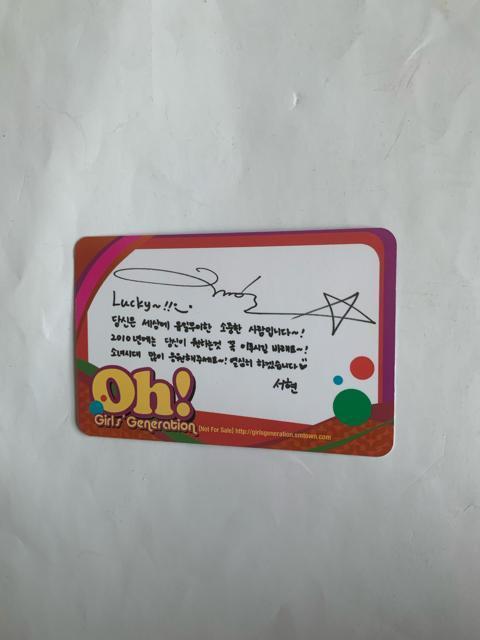 Lucky~!!
당신은 세상에 유일무이한 소중한 사람입니다~!
2010년에는 당신이 원하는것 꼭 이루시길 바래요~!
소녀시대 많이 응원해주세요~! 열심히 하겠습니다♡
서현
Oh!
Girls' Generation [Not For Sale] http://girlsgeneration.smtown.com